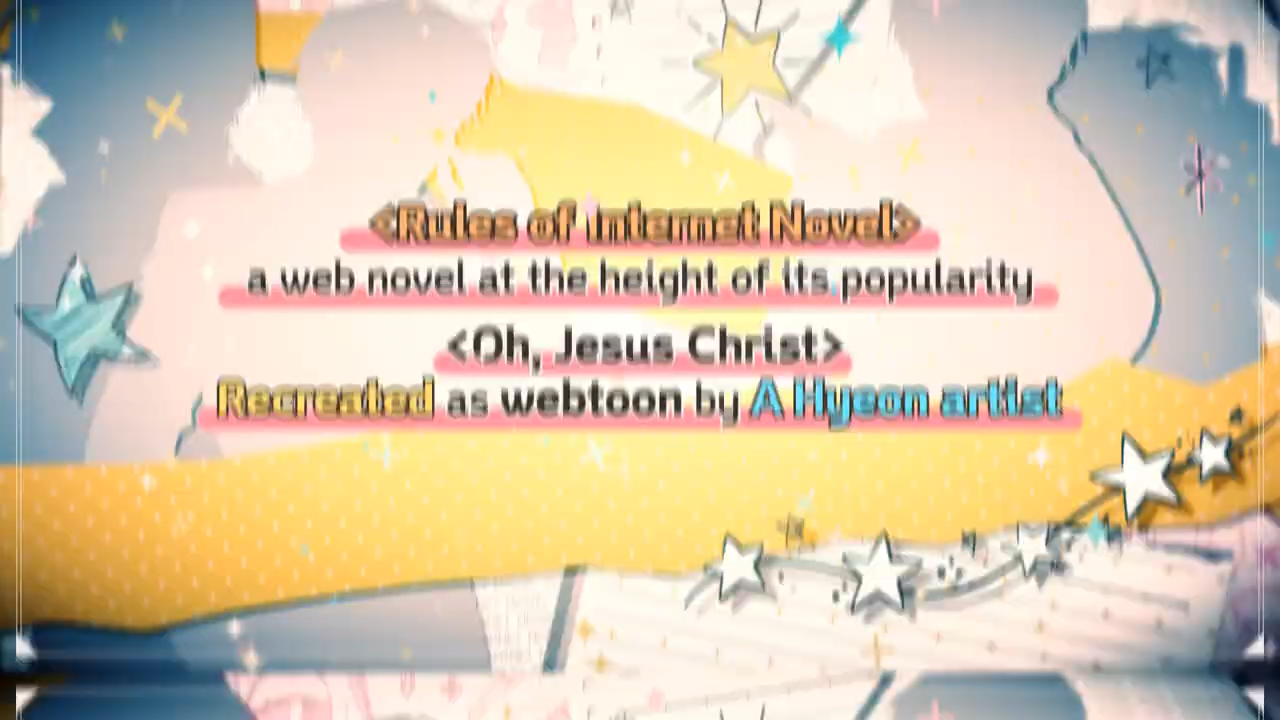 <Rules of Internet Novel>
a web novel at the height of its popularity
<Oh, Jesus Christ>
Recreated as webtoon by A Hyeon artist